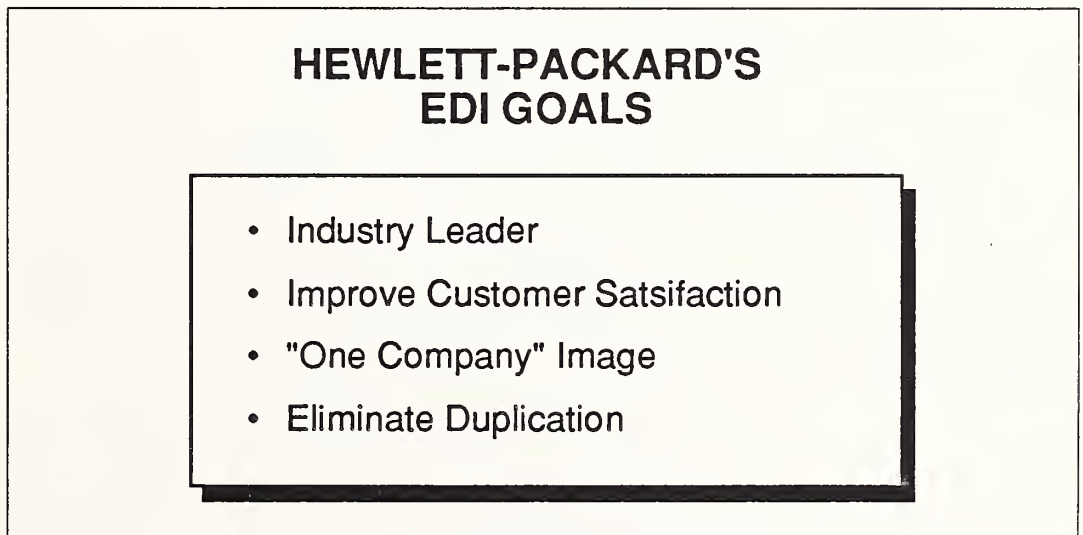 HEWLETT-PACKARD'S
EDI GOALS
• Industry Leader
• Improve Customer Satsifaction
• "One Company" Image
• Eliminate Duplication